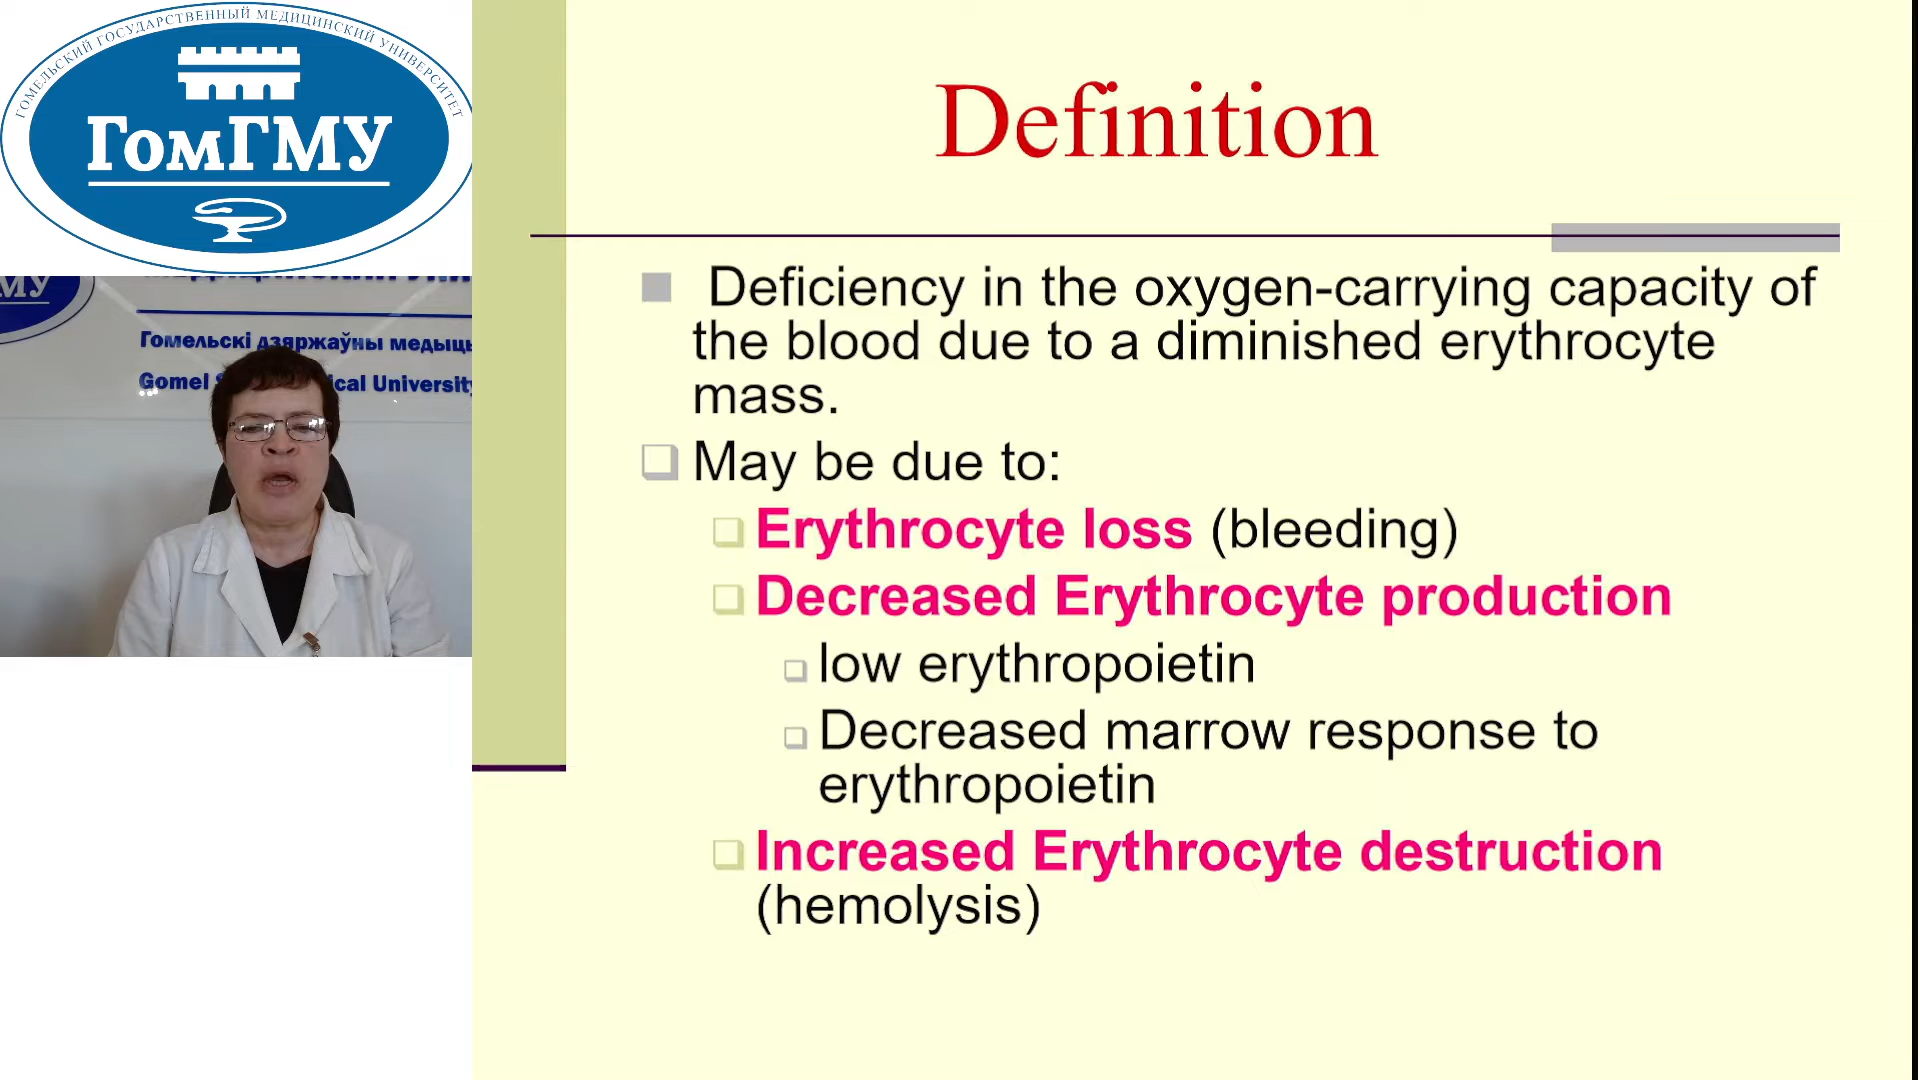 ГОМЕЛЬСКИЙ ГОСУДАРСТВЕННЫЙ МЕДИЦИНСКИЙ УНИВЕРСИТЕТ
ГомГМУ
МУ
Гомельскі дзяржаўны медыць
Gomel S ical University
Definition
Deficiency in the oxygen-carrying capacity of
the blood due to a diminished erythrocyte
mass.
May be due to:
Erythrocyte loss (bleeding)
Decreased Erythrocyte production
low erythropoietin
Decreased marrow response to
erythropoietin
Increased Erythrocyte destruction
(hemolysis)